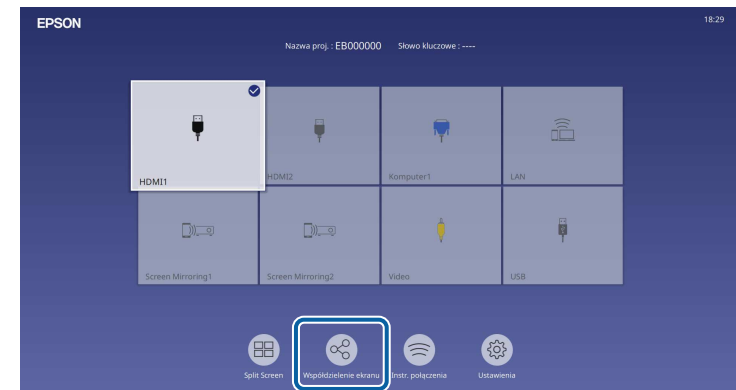 EPSON
18:29
Nazwa proj. : EB000000 Słowo kluczowe : ----
HDMI1
HDMI2
Komputer1
LAN
Screen Mirroring1
Screen Mirroring2
Video
USB
Split Screen
Współdzielenie ekranu
Instr. połączenia
Ustawienia